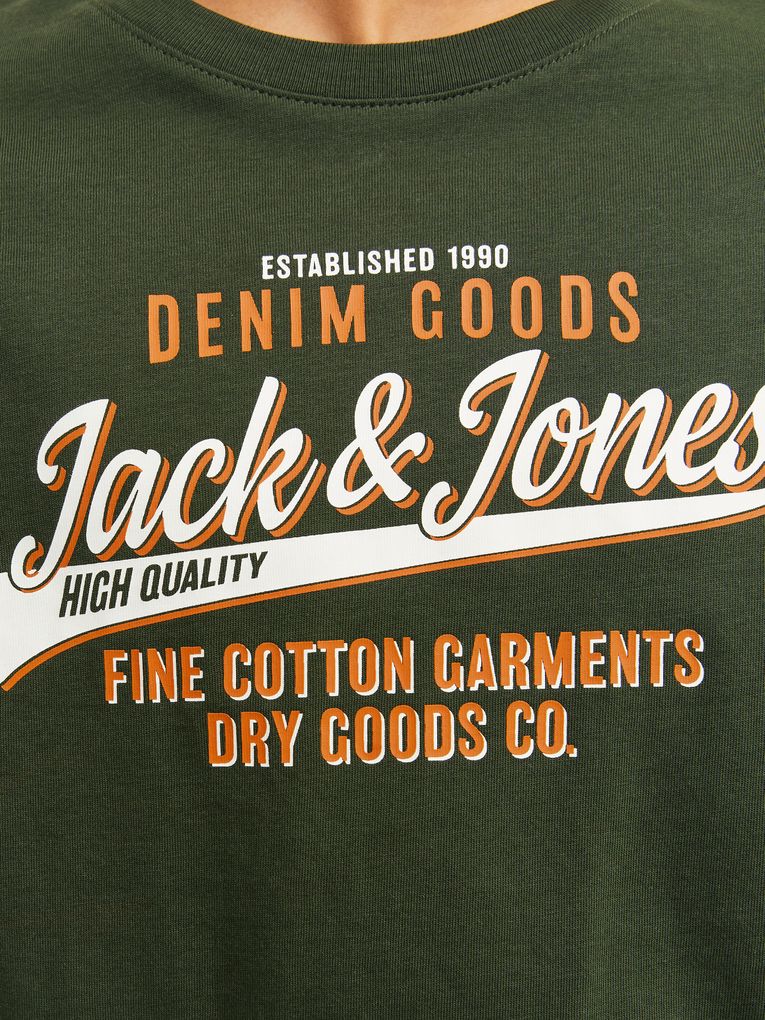 ESTABLISHED 1990
DENIM GOODS
Jack & Jones
HIGH QUALITY
FINE COTTON GARMENTS
DRY GOODS CO.